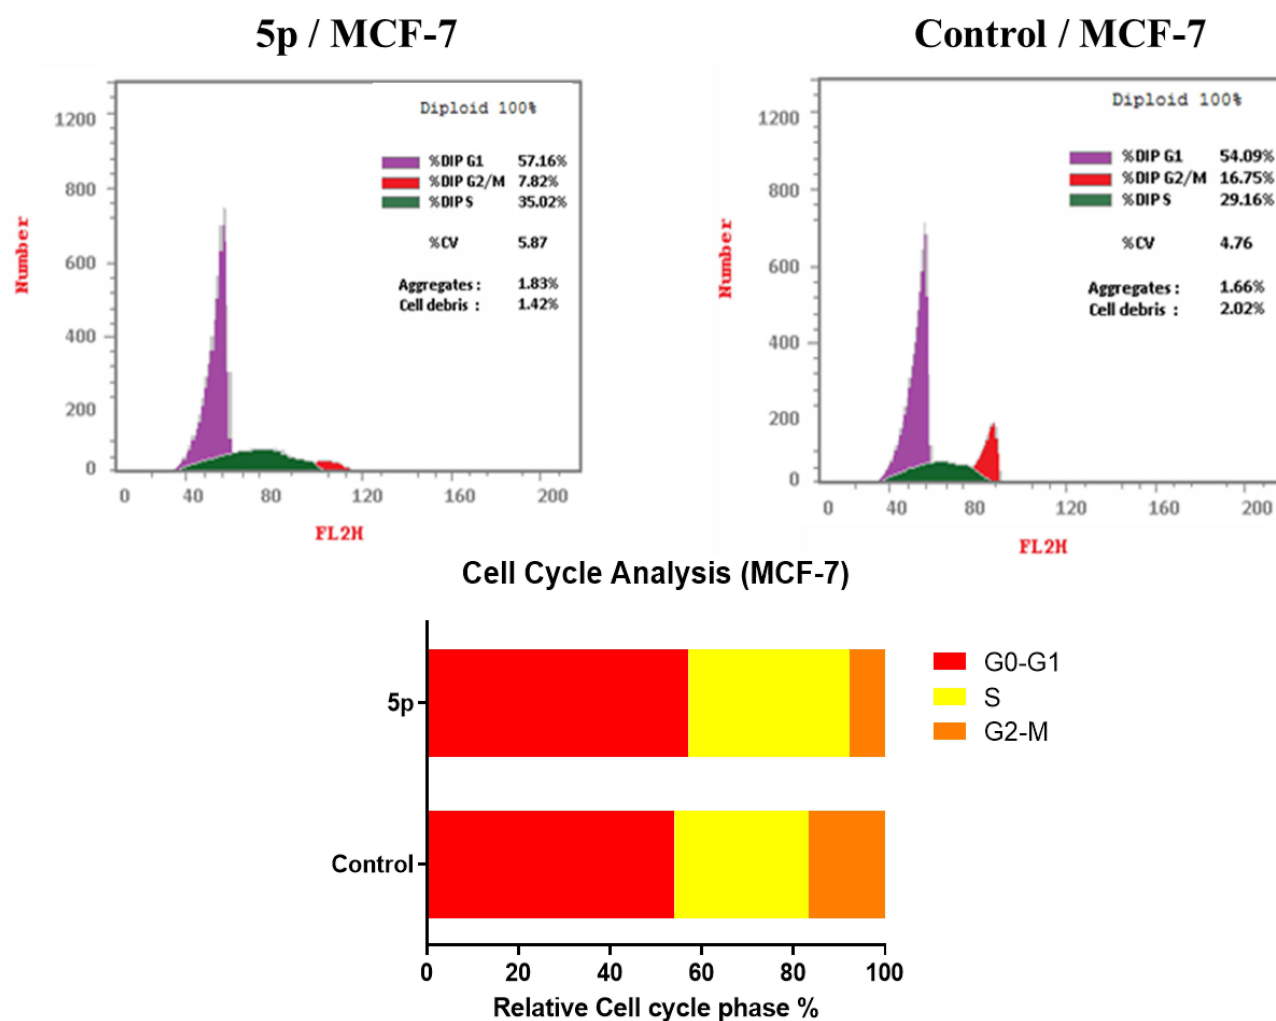 5p / MCF-7
Diploid 100%
%DIP G1 57.16%
%DIP G2/M 7.82%
%DIP S 35.02%
%CV 5.87
Aggregates : 1.83%
Cell debris : 1.42%
1200
800
600
400
200
0
Number
0 40 80 120 160 200
FL2H
Control / MCF-7
Diploid 100%
%DIP G1 54.09%
%DIP G2/M 16.75%
%DIP S 29.16%
%CV 4.76
Aggregates : 1.66%
Cell debris : 2.02%
1200
800
600
400
200
0
Number
0 40 80 120 160 200
FL2H
Cell Cycle Analysis (MCF-7)
5p
Control
G0-G1
S
G2-M
0 20 40 60 80 100
Relative Cell cycle phase %